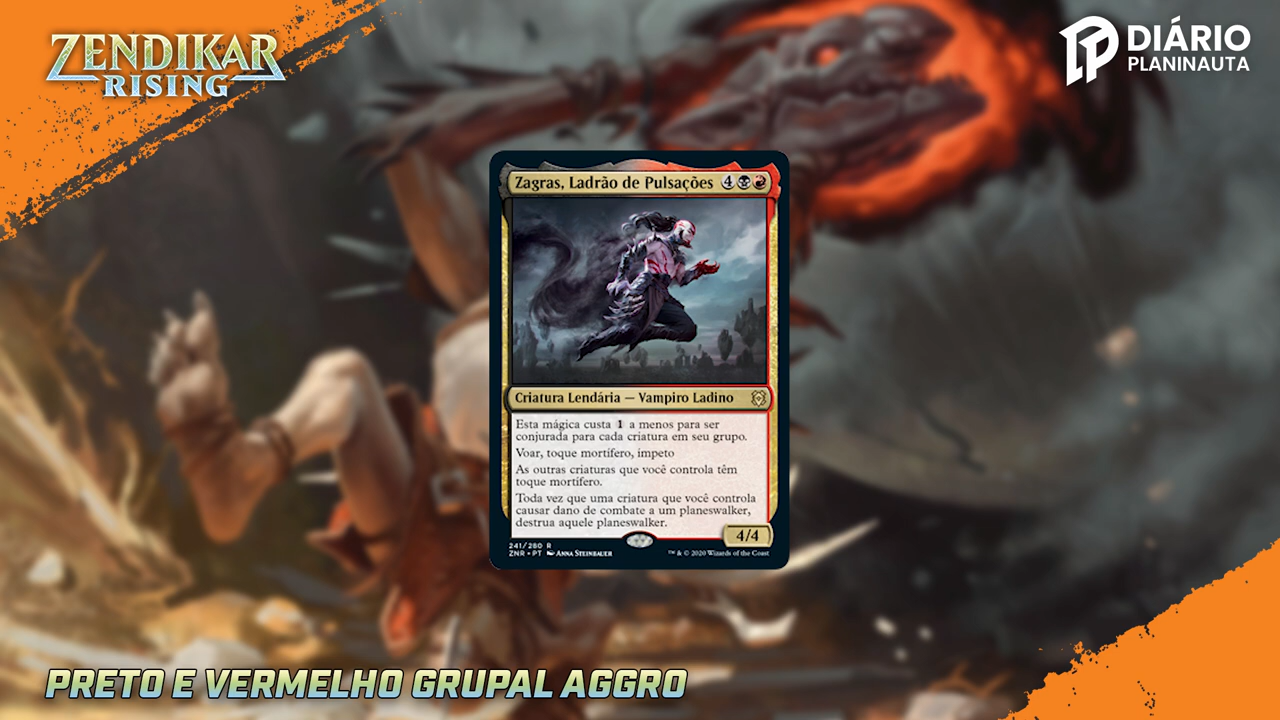 ZENDIKAR
RISING
DIÁRIO
PLANINAUTA
Zagras, Ladrão de Pulsações 4
Criatura Lendária — Vampiro Ladino
Esta mágica custa 1 a menos para ser
conjurada para cada criatura em seu grupo.
Voar, toque mortífero, ímpeto
As outras criaturas que você controla têm
toque mortífero.
Toda vez que uma criatura que você controla
causar dano de combate a um planeswalker,
destrua aquele planeswalker.
4/4
241/280 R
ZNR • PT Anna Steinbauer
™ & © 2020 Wizards of the Coast
PRETO E VERMELHO GRUPAL AGGRO